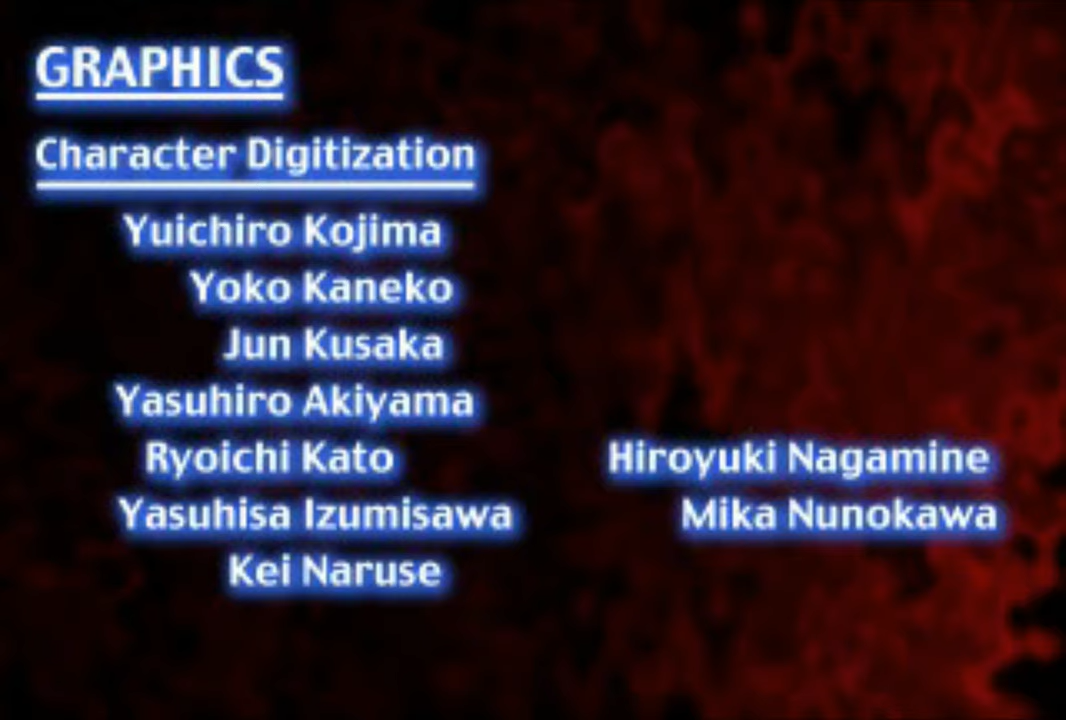 GRAPHICS
Character Digitization
Yuichiro Kojima
Yoko Kaneko
Jun Kusaka
Yasuhiro Akiyama
Ryoichi Kato Hiroyuki Nagamine
Yasuhisa Izumisawa Mika Nunokawa
Kei Naruse